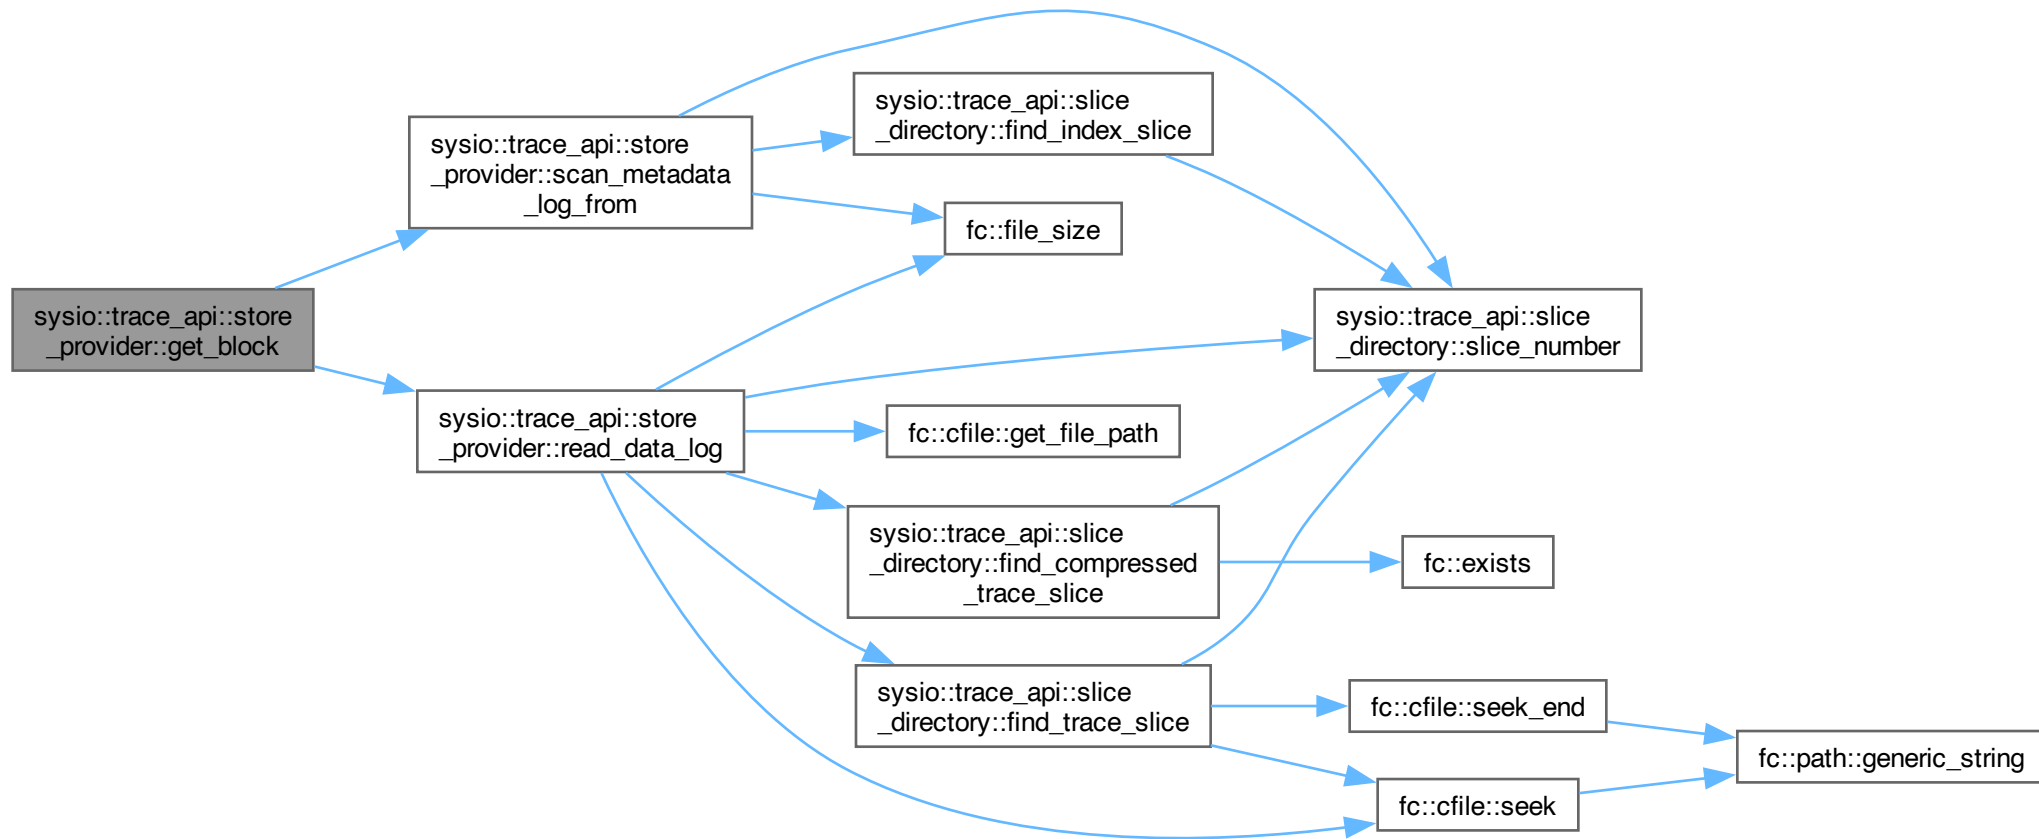 sysio::trace_api::store
_provider::get_block
sysio::trace_api::store
_provider::scan_metadata
_log_from
sysio::trace_api::store
_provider::read_data_log
sysio::trace_api::slice
_directory::find_index_slice
fc::file_size
fc::cfile::get_file_path
sysio::trace_api::slice
_directory::find_compressed
_trace_slice
sysio::trace_api::slice
_directory::find_trace_slice
sysio::trace_api::slice
_directory::slice_number
fc::exists
fc::cfile::seek_end
fc::cfile::seek
fc::path::generic_string